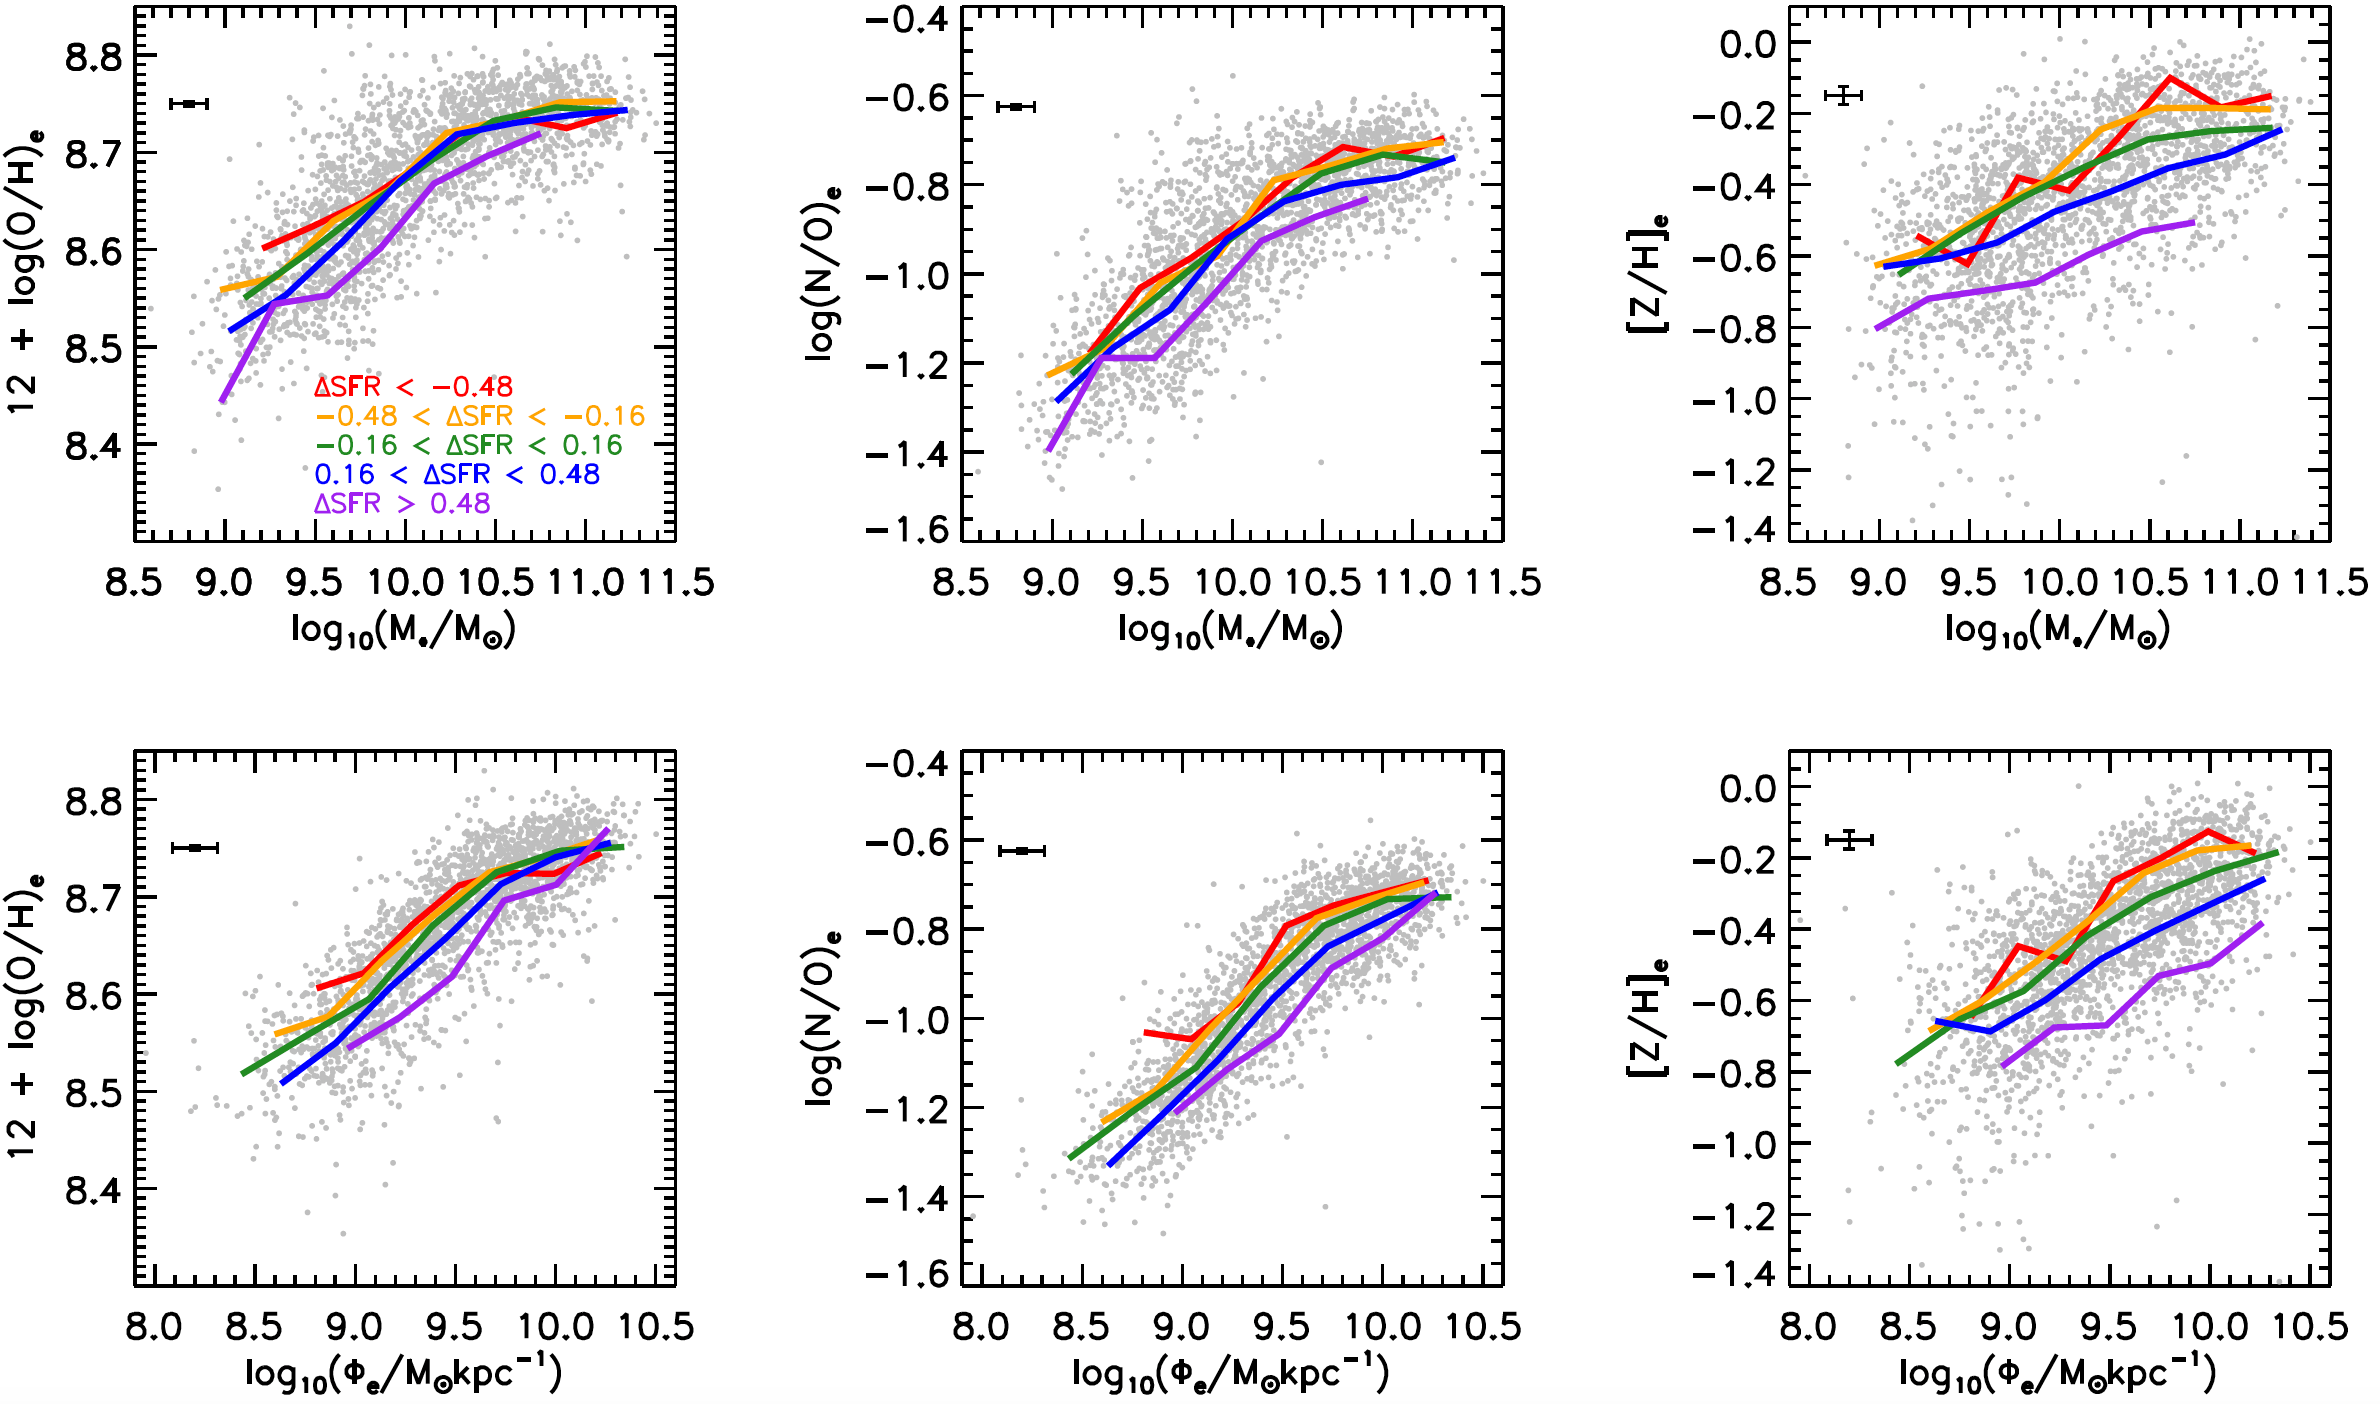 12 + log(O/H)e
8.8
8.7
8.6
8.5
8.4
ΔSFR < −0.48
−0.48 < ΔSFR < −0.16
−0.16 < ΔSFR < 0.16
0.16 < ΔSFR < 0.48
ΔSFR > 0.48
8.5 9.0 9.5 10.0 10.5 11.0 11.5
log10(M*/M⊙)
log(N/O)e
−0.4
−0.6
−0.8
−1.0
−1.2
−1.4
−1.6
8.5 9.0 9.5 10.0 10.5 11.0 11.5
log10(M*/M⊙)
[Z/H]e
0.0
−0.2
−0.4
−0.6
−0.8
−1.0
−1.2
−1.4
8.5 9.0 9.5 10.0 10.5 11.0 11.5
log10(M*/M⊙)
12 + log(O/H)e
8.8
8.7
8.6
8.5
8.4
8.0 8.5 9.0 9.5 10.0 10.5
log10(Φe/M⊙kpc−1)
log(N/O)e
−0.4
−0.6
−0.8
−1.0
−1.2
−1.4
−1.6
8.0 8.5 9.0 9.5 10.0 10.5
log10(Φe/M⊙kpc−1)
[Z/H]e
0.0
−0.2
−0.4
−0.6
−0.8
−1.0
−1.2
−1.4
8.0 8.5 9.0 9.5 10.0 10.5
log10(Φe/M⊙kpc−1)